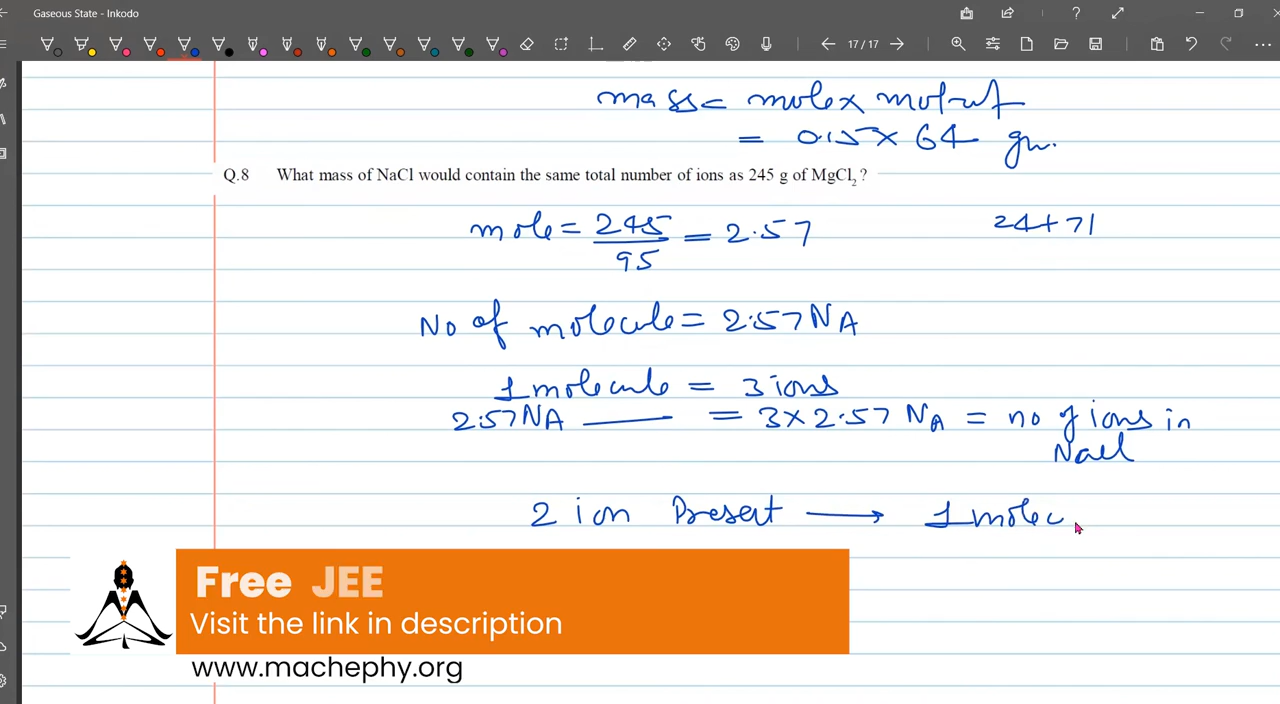 Gaseous State - Inkodo
17/17
mass = mole x mol.wt
= 0.15 x 64 gm.
Q.8 What mass of NaCl would contain the same total number of ions as 245 g of MgCl₂ ?
mole = 245/95 = 2.57
24+71
No of molecule = 2.57 NA
1 molecule = 3 ions
2.57 NA —— = 3 x 2.57 NA = no of ions in
NaCl
2 ion Present ⟶ 1 molec
Free JEE
Visit the link in description
www.machephy.org